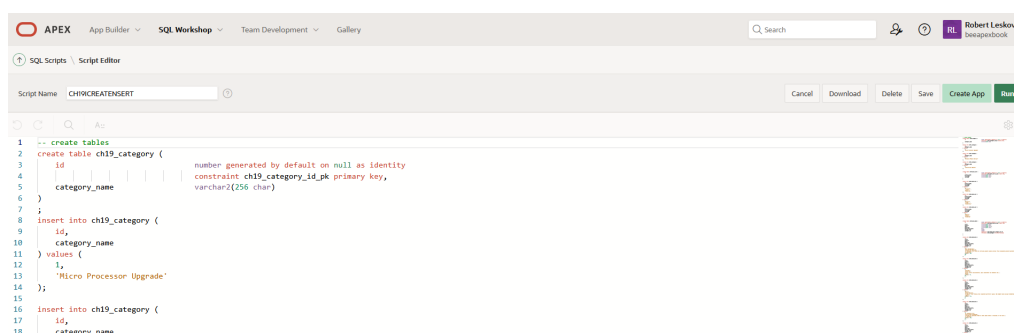 APEX App Builder SQL Workshop Team Development Gallery Search RL Robert Leskov
beeapexbook
SQL Scripts \ Script Editor
Script Name CH19ICREATENSERT Cancel Download Delete Save Create App Run
1 -- create tables
2 create table ch19_category (
3 id number generated by default on null as identity
4 constraint ch19_category_id_pk primary key,
5 category_name varchar2(256 char)
6 )
7 ;
8 insert into ch19_category (
9 id,
10 category_name
11 ) values (
12 1,
13 'Micro Processor Upgrade'
14 );
15
16 insert into ch19_category (
17 id,
18 category_name